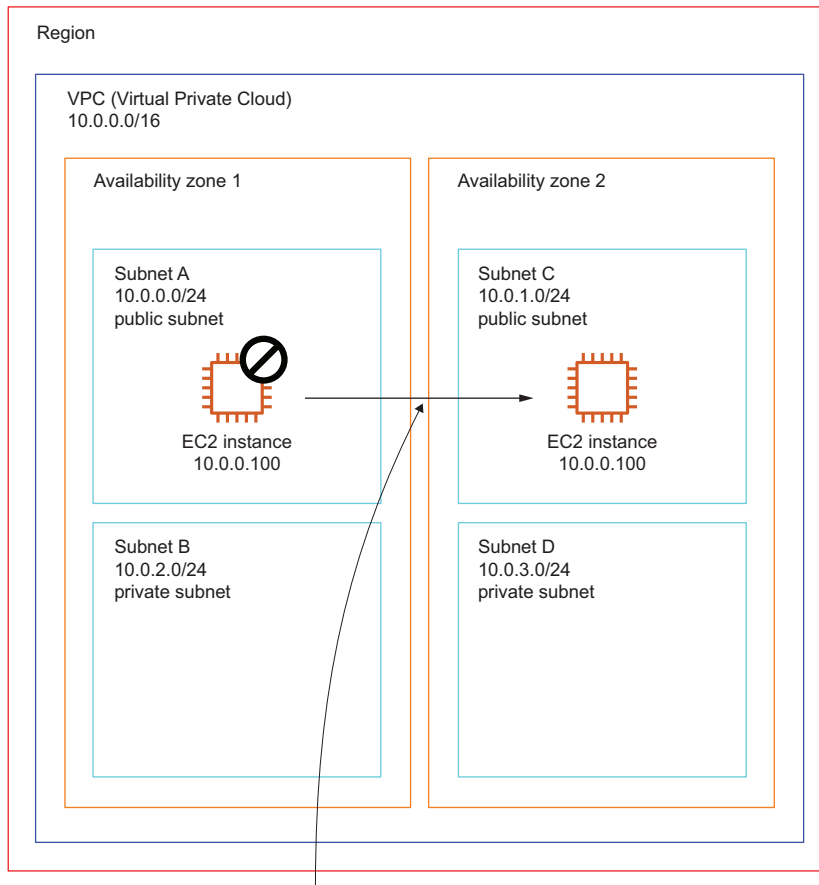 Region
VPC (Virtual Private Cloud)
10.0.0.0/16
Availability zone 1
Subnet A
10.0.0.0/24
public subnet
EC2 instance
10.0.0.100
Subnet B
10.0.2.0/24
private subnet
Availability zone 2
Subnet C
10.0.1.0/24
public subnet
EC2 instance
10.0.0.100
Subnet D
10.0.3.0/24
private subnet